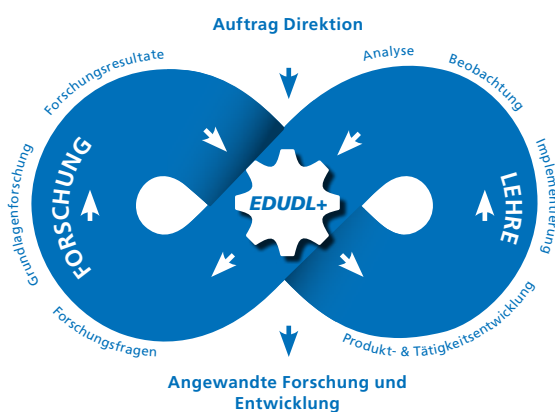 Auftrag Direktion
Forschungsresultate
Analyse
Beobachtung
Grundlagenforschung
FORSCHUNG
EDUDL+
LEHRE
Implementierung
Forschungsfragen
Produkt- & Tätigkeitsentwicklung
Angewandte Forschung und
Entwicklung